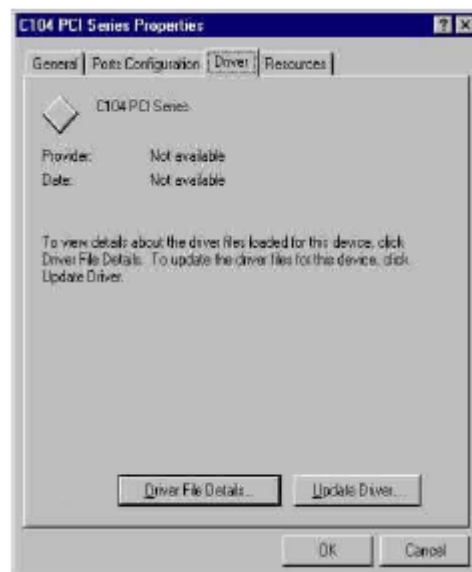 C104 PCI Series Properties
General Ports Configuration Driver Resources
C104 PCI Series
Provider: Not available
Date: Not available
To view details about the driver files loaded for this device, click
Driver File Details. To update the driver files for this device, click
Update Driver.
Driver File Details... Update Driver...
OK Cancel